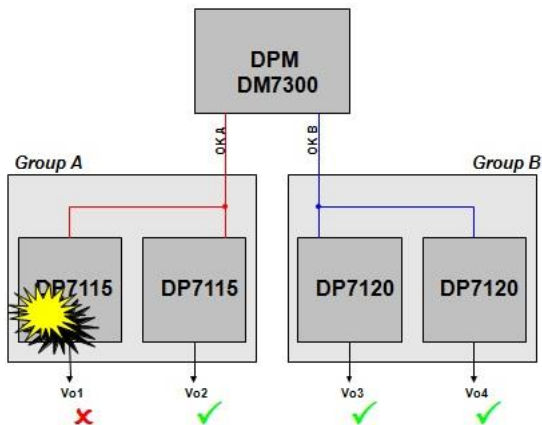 DPM
DM7300
OK A
OK B
Group A
Group B
DP7115
DP7115
DP7120
DP7120
Vo1
Vo2
Vo3
Vo4